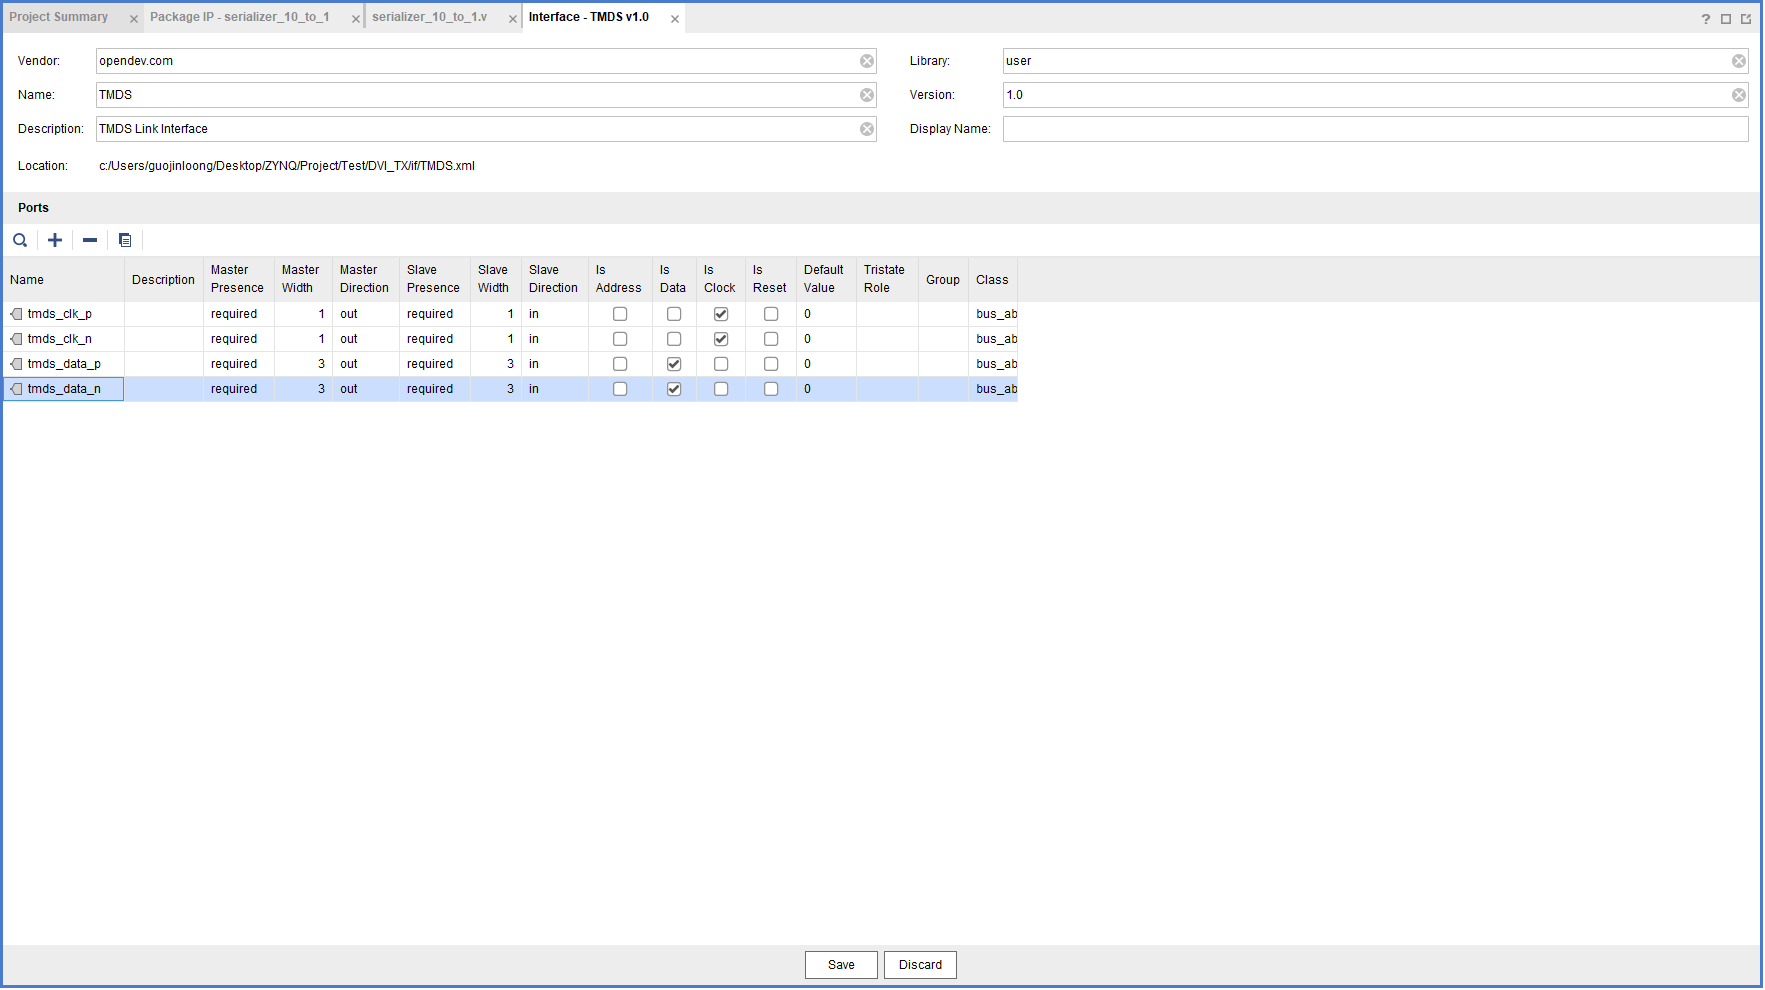 Project Summary
Package IP - serializer_10_to_1
serializer_10_to_1.v
Interface - TMDS v1.0
?
Vendor: opendev.com
Library: user
Name: TMDS
Version: 1.0
Description: TMDS Link Interface
Display Name:
Location: c:/Users/guojinloong/Desktop/ZYNQ/Project/Test/DVI_TX/if/TMDS.xml
Ports
Name Description Master Presence Master Width Master Direction Slave Presence Slave Width Slave Direction Is Address Is Data Is Clock Is Reset Default Value Tristate Role Group Class
tmds_clk_p required 1 out required 1 in 0 bus_ab
tmds_clk_n required 1 out required 1 in 0 bus_ab
tmds_data_p required 3 out required 3 in 0 bus_ab
tmds_data_n required 3 out required 3 in 0 bus_ab
Save
Discard